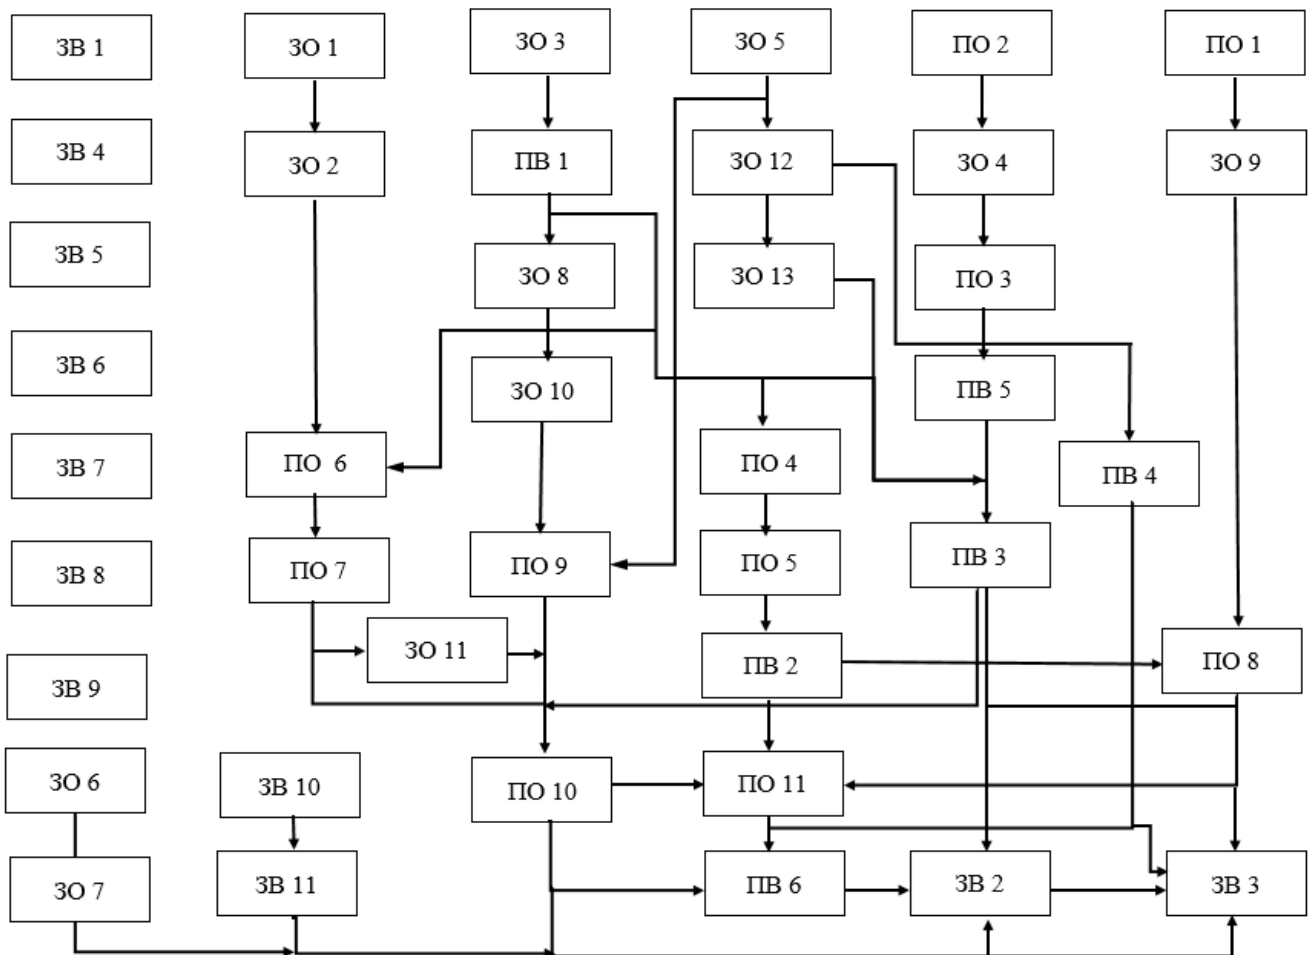 ЗВ 1
ЗО 1
ЗО 3
ЗО 5
ПО 2
ПО 1
ЗВ 4
ЗО 2
ПВ 1
ЗО 12
ЗО 4
ЗО 9
ЗВ 5
ЗО 8
ЗО 13
ПО 3
ЗВ 6
ЗО 10
ПВ 5
ЗВ 7
ПО 6
ПО 4
ПВ 4
ЗВ 8
ПО 7
ПО 9
ПО 5
ПВ 3
ЗВ 9
ЗО 11
ПВ 2
ПО 8
ЗО 6
ЗВ 10
ПО 10
ПО 11
ЗО 7
ЗВ 11
ПВ 6
ЗВ 2
ЗВ 3